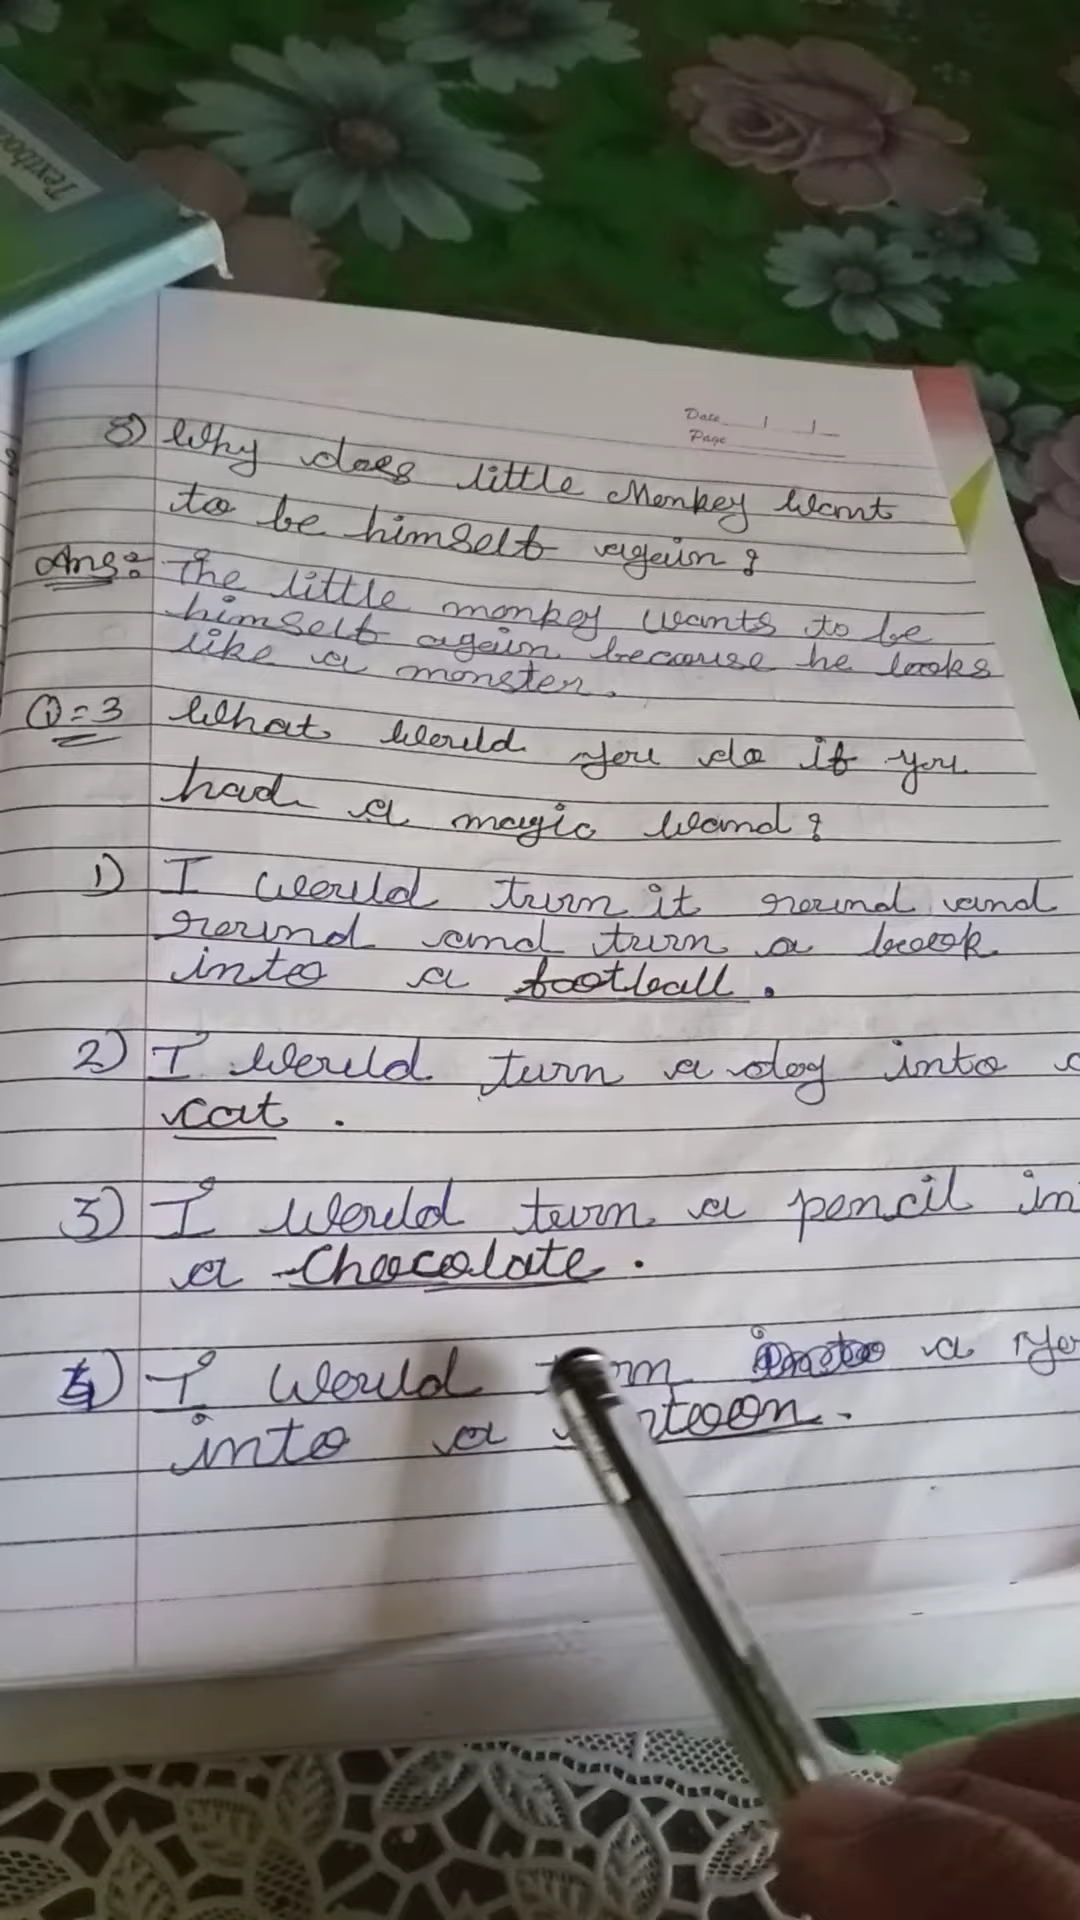 Textboo
Date
Page
8) Why does little Monkey want
to be himself again?
Ans: The little monkey wants to be
himself again because he looks
like a monster.
Q=3 What would you do if you
had a magic wand?
1) I would turn it round and
round and turn a book
into a football.
2) I would turn a dog into a
cat.
3) I would turn a pencil in
a Chocolate.
4) I would a
into a